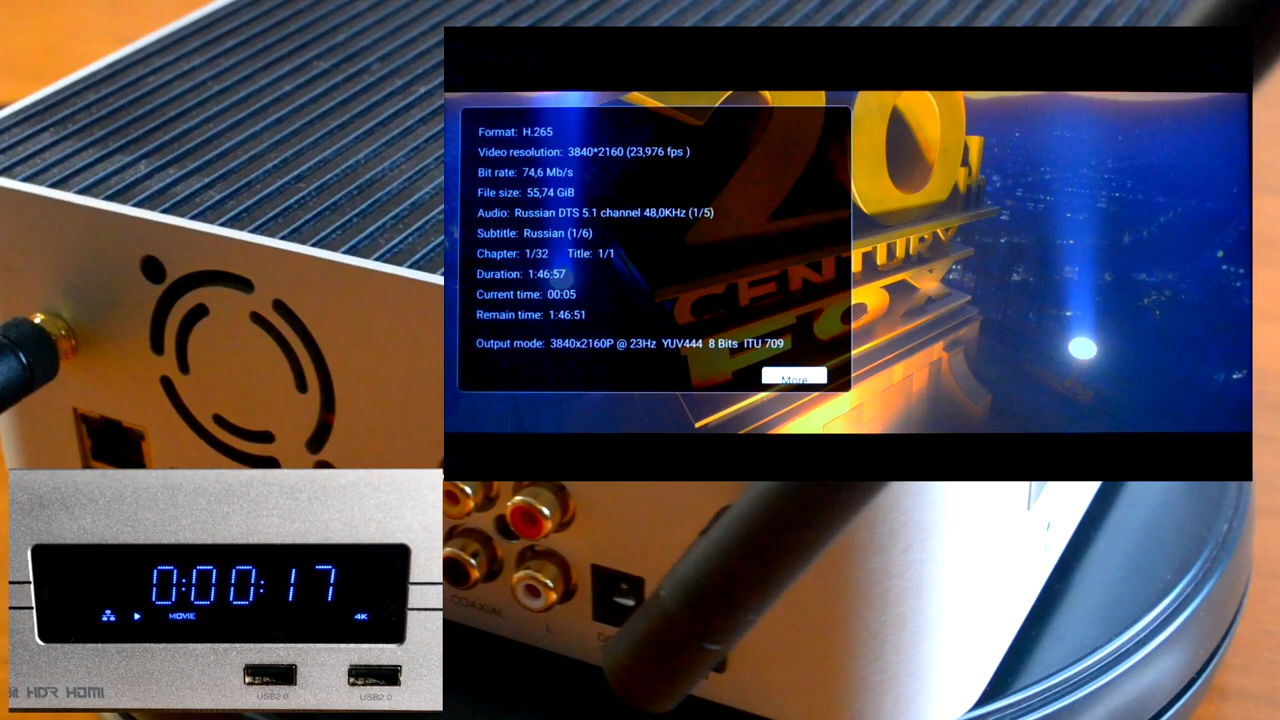 Format: H.265
Video resolution: 3840*2160 (23,976 fps )
Bit rate: 74,6 Mb/s
File size: 55,74 GiB
Audio: Russian DTS 5.1 channel 48,0KHz (1/5)
Subtitle: Russian (1/6)
Chapter: 1/32 Title: 1/1
Duration: 1:46:57
Current time: 00:05
Remain time: 1:46:51
Output mode: 3840x2160P @ 23Hz YUV444 8 Bits ITU 709
More
20
CENTURY
FOX
0:00:17
MOVIE 4K
USB2.0 USB2.0
HDR HDMI
COAXIAL
L